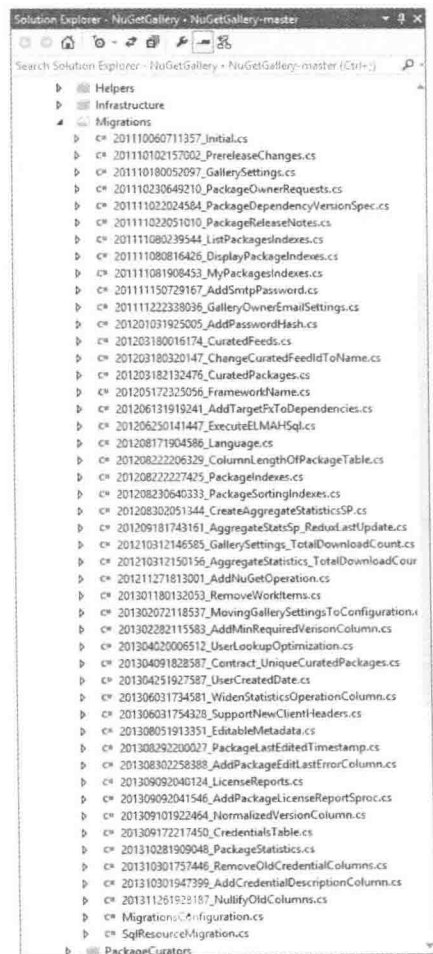 Solution Explorer - NuGetGallery • NuGetGallery-master
Search Solution Explorer - NuGetGallery • NuGetGallery-master (Ctrl+;)
Helpers
Infrastructure
Migrations
C# 201110060711357_Initial.cs
C# 201110102157002_PrereleaseChanges.cs
C# 201110180052097_GallerySettings.cs
C# 201110230649210_PackageOwnerRequests.cs
C# 201111022024584_PackageDependencyVersionSpec.cs
C# 201111022051010_PackageReleaseNotes.cs
C# 201111080239544_ListPackagesIndexes.cs
C# 201111080816426_DisplayPackageIndexes.cs
C# 201111081908453_MyPackagesIndexes.cs
C# 201111150729167_AddSmtpPassword.cs
C# 201111222338036_GalleryOwnerEmailSettings.cs
C# 201201031925005_AddPasswordHash.cs
C# 201203180016174_CuratedFeeds.cs
C# 201203180320147_ChangeCuratedFeedIdToName.cs
C# 201203182132476_CuratedPackages.cs
C# 201205172325056_FrameworkName.cs
C# 201206131919241_AddTargetFxToDependencies.cs
C# 201206250141447_ExecuteELMAHSql.cs
C# 201208171904586_Language.cs
C# 201208222206329_ColumnLengthOfPackageTable.cs
C# 201208222227425_PackageIndexes.cs
C# 201208230640333_PackageSortingIndexes.cs
C# 201208302051344_CreateAggregateStatisticsSP.cs
C# 201209181743161_AggregateStatsSp_ReduxLastUpdate.cs
C# 201210312146585_GallerySettings_TotalDownloadCount.cs
C# 201210312150156_AggregateStatistics_TotalDownloadCour
C# 201211271813001_AddNuGetOperation.cs
C# 201301180132053_RemoveWorkItems.cs
C# 201302072118537_MovingGallerySettingsToConfiguration.c
C# 201302282115583_AddMinRequiredVerisonColumn.cs
C# 201304020006512_UserLookupOptimization.cs
C# 201304091828587_Contract_UniqueCuratedPackages.cs
C# 201304251927587_UserCreatedDate.cs
C# 201306031734581_WidenStatisticsOperationColumn.cs
C# 201306031754328_SupportNewClientHeaders.cs
C# 201308051913351_EditableMetadata.cs
C# 201308292200027_PackageLastEditedTimestamp.cs
C# 201308302258388_AddPackageEditLastErrorColumn.cs
C# 201309092040124_LicenseReports.cs
C# 201309092041546_AddPackageLicenseReportSproc.cs
C# 201309101922464_NormalizedVersionColumn.cs
C# 201309172217450_CredentialsTable.cs
C# 201310281909048_PackageStatistics.cs
C# 201310301757446_RemoveOldCredentialColumns.cs
C# 201310301947399_AddCredentialDescriptionColumn.cs
C# 201311261928187_NullifyOldColumns.cs
C# MigrationsConfiguration.cs
C# SqlResourceMigration.cs
PackageCurators